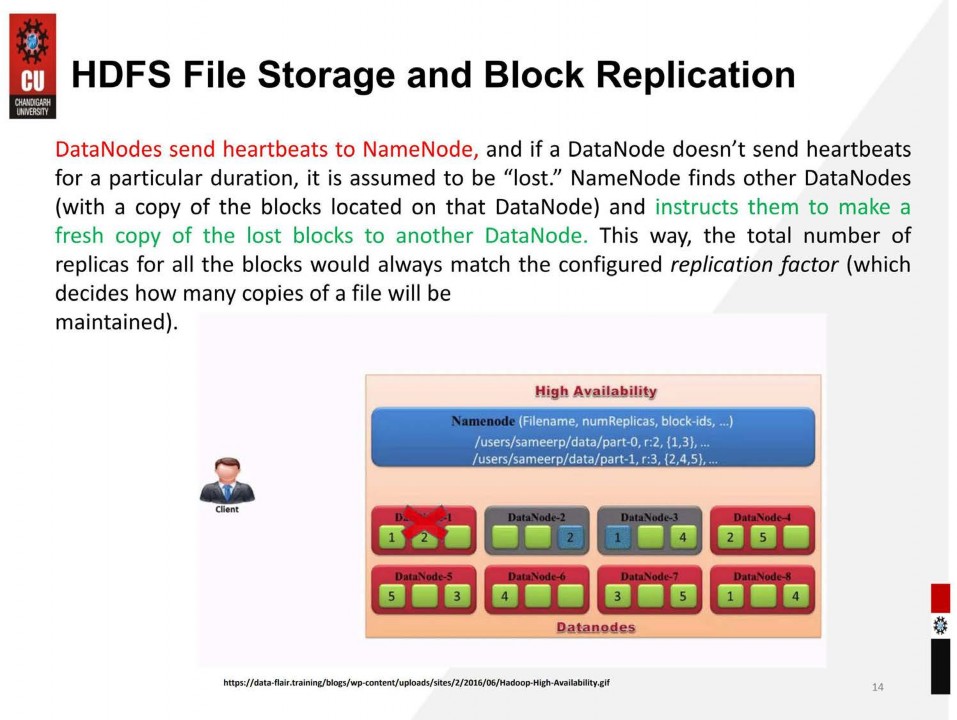 CU
CHANDIGARH
UNIVERSITY
HDFS File Storage and Block Replication
DataNodes send heartbeats to NameNode, and if a DataNode doesn’t send heartbeats
for a particular duration, it is assumed to be “lost.” NameNode finds other DataNodes
(with a copy of the blocks located on that DataNode) and instructs them to make a
fresh copy of the lost blocks to another DataNode. This way, the total number of
replicas for all the blocks would always match the configured replication factor (which
decides how many copies of a file will be
maintained).
High Availability
Namenode (Filename, numReplicas, block-ids, ...)
/users/sameerp/data/part-0, r:2, {1,3}, ...
/users/sameerp/data/part-1, r:3, {2,4,5}, ...
Client
DataNode-2 DataNode-3 DataNode-4
1 2 2 1 4 2 5
DataNode-5 DataNode-6 DataNode-7 DataNode-8
5 3 4 3 5 1 4
Datanodes
https://data-flair.training/blogs/wp-content/uploads/sites/2/2016/06/Hadoop-High-Availability.gif
14